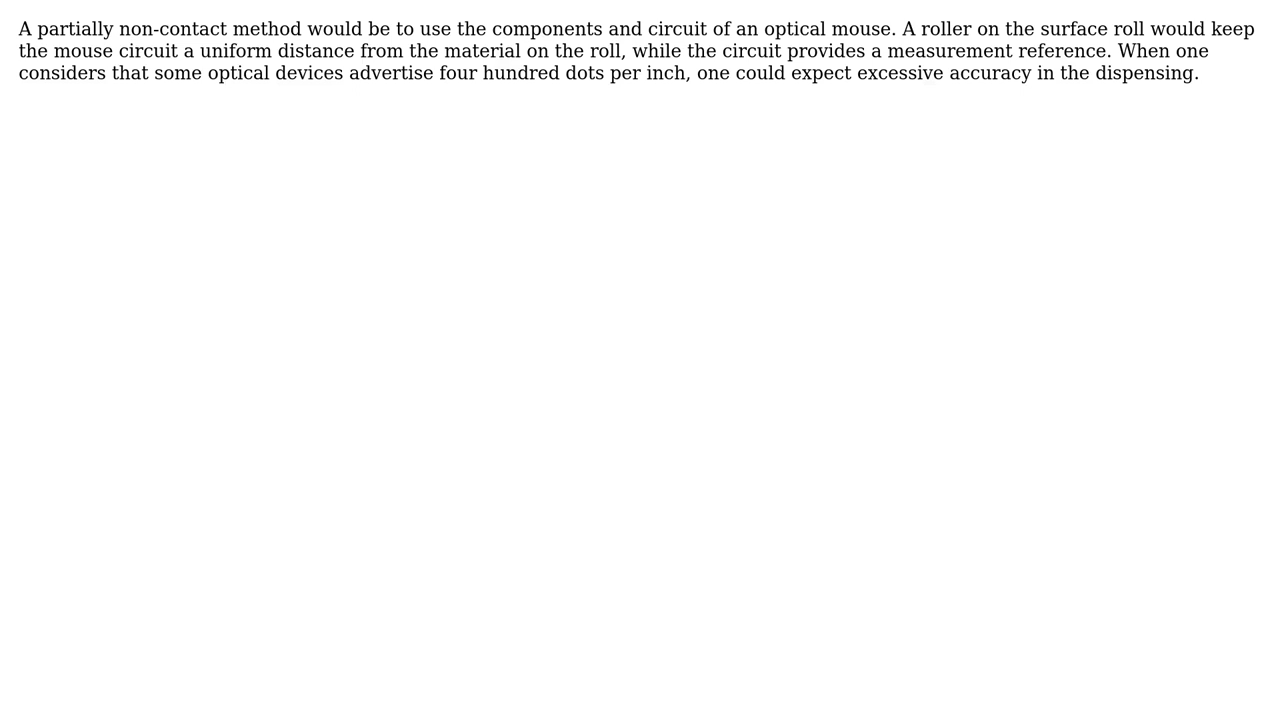 A partially non-contact method would be to use the components and circuit of an optical mouse. A roller on the surface roll would keep
the mouse circuit a uniform distance from the material on the roll, while the circuit provides a measurement reference. When one
considers that some optical devices advertise four hundred dots per inch, one could expect excessive accuracy in the dispensing.